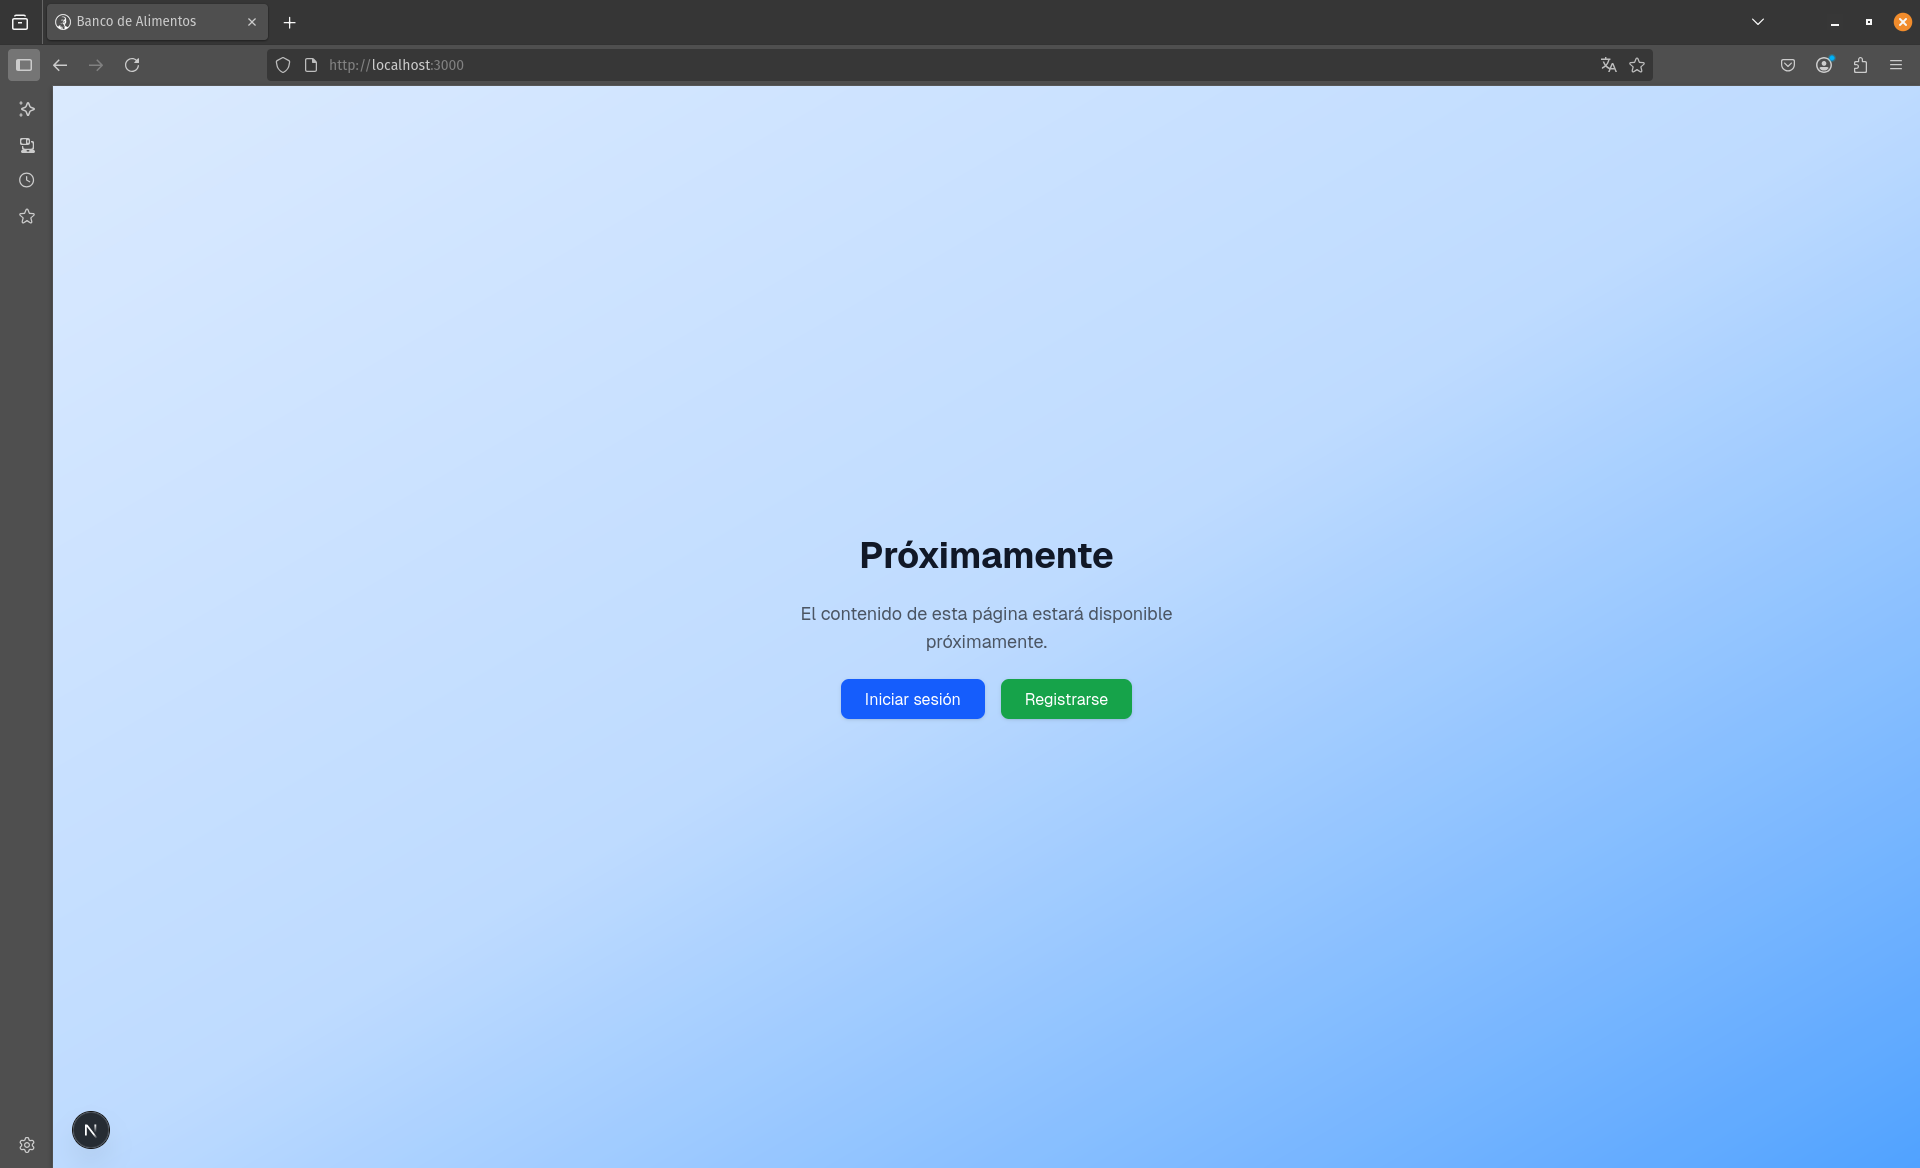 Banco de Alimentos
http://localhost:3000
Próximamente
El contenido de esta página estará disponible
próximamente.
Iniciar sesión
Registrarse
N